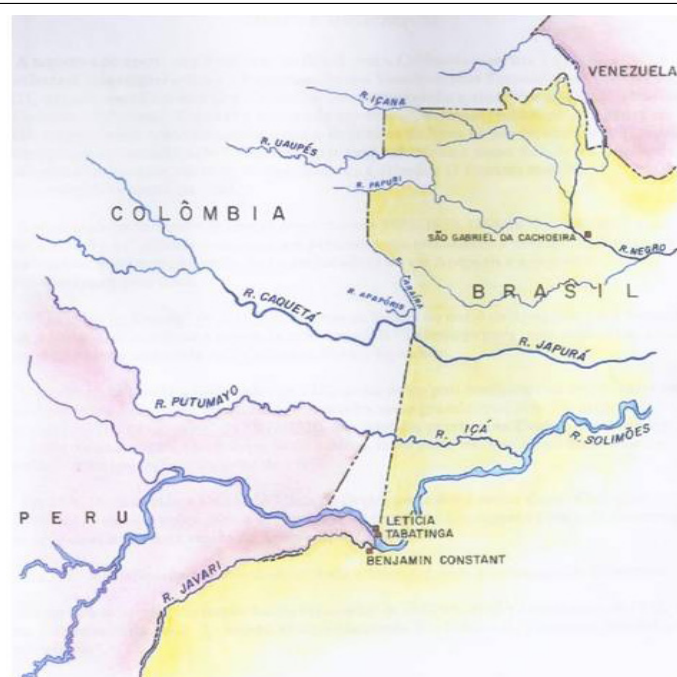 VENEZUELA
R. IÇANA
R. UAUPÉS
R. PAPURI
COLÔMBIA
SÃO GABRIEL DA CACHOEIRA
R. NEGRO
R. TARAÍRA
R. APAPÓRIS
BRASIL
R. CAQUETÁ
R. JAPURÁ
R. PUTUMAYO
R. IÇÁ
R. SOLIMÕES
PERU
LETÍCIA
TABATINGA
BENJAMIN CONSTANT
R. JAVARI